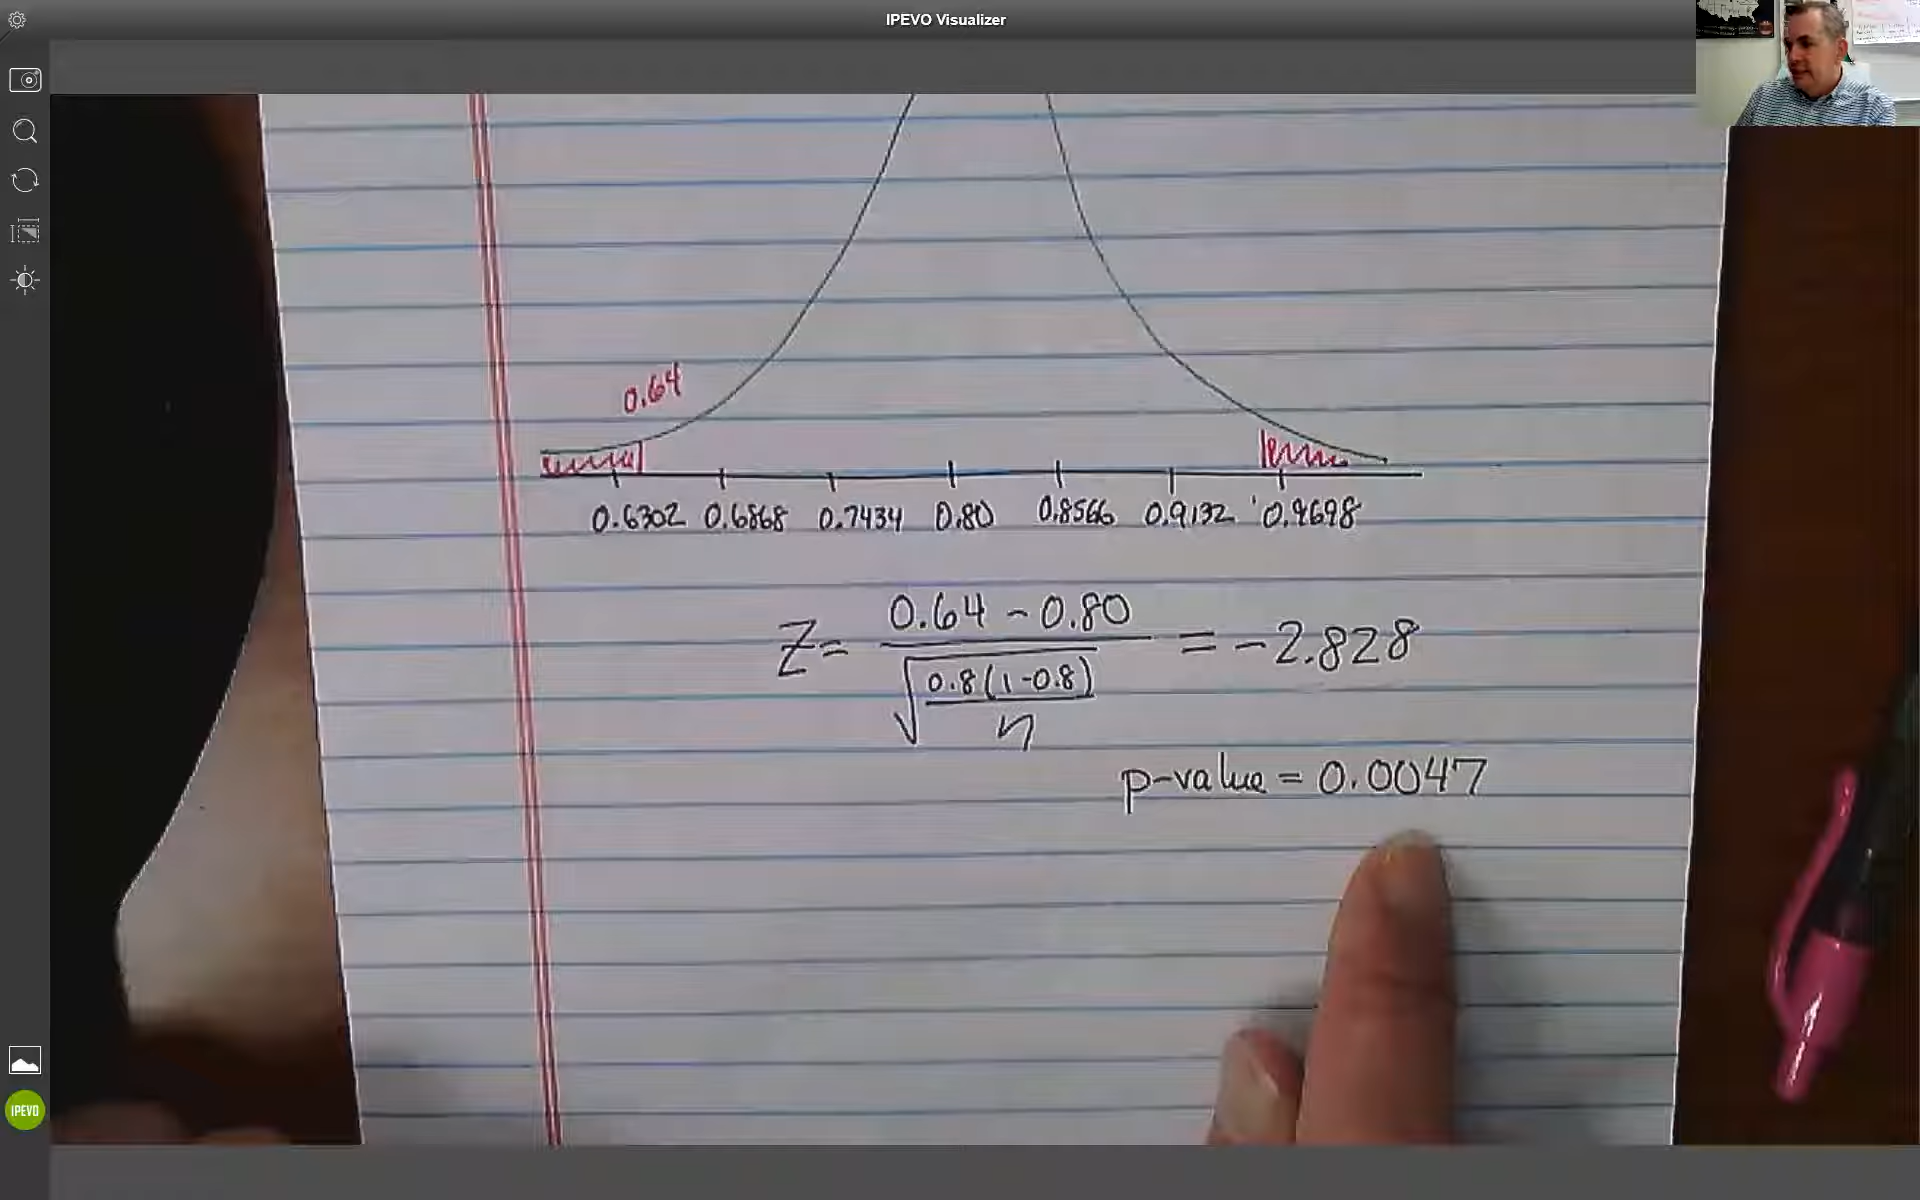 IPEVO Visualizer
0.64
0.6302 0.6868 0.7434 0.80 0.8566 0.9132 0.9698
Z = (0.64 - 0.80) / √(0.8(1-0.8) / n) = -2.828
p-value = 0.0047
IPEVO